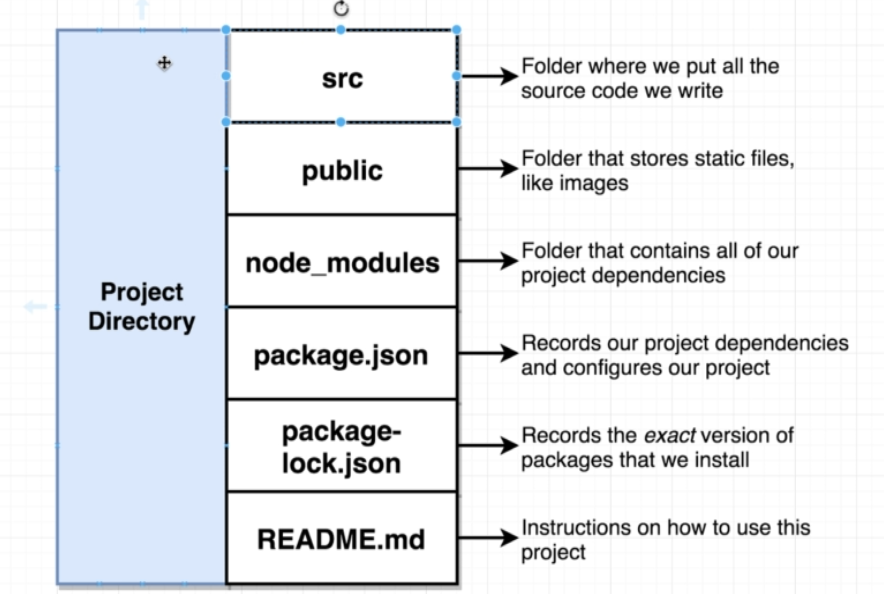 Project
Directory
src
Folder where we put all the
source code we write
public
Folder that stores static files,
like images
node_modules
Folder that contains all of our
project dependencies
package.json
Records our project dependencies
and configures our project
package-
lock.json
Records the exact version of
packages that we install
README.md
Instructions on how to use this
project